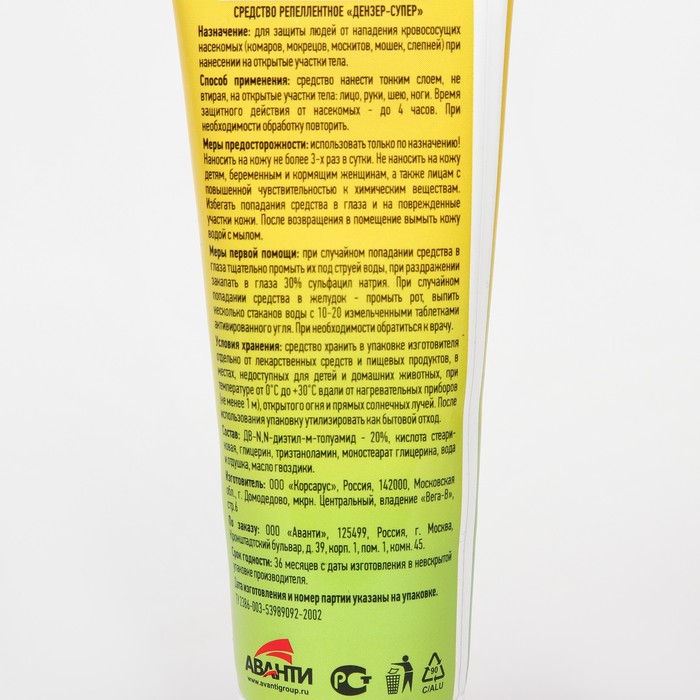 СРЕДСТВО РЕПЕЛЛЕНТНОЕ «ДЕНЗЕР-СУПЕР»
Назначение: для защиты людей от нападения кровососущих
насекомых (комаров, мокрецов, москитов, мошек, слепней) при
нанесении на открытые участки тела.
Способ применения: средство нанести тонким слоем, не
втирая, на открытые участки тела: лицо, руки, шею, ноги. Время
защитного действия от насекомых - до 4 часов. При
необходимости обработку повторить.
Меры предосторожности: использовать только по назначению!
Наносить на кожу не более 3-х раз в сутки. Не наносить на кожу
детям, беременным и кормящим женщинам, а также лицам с
повышенной чувствительностью к химическим веществам.
Избегать попадания средства в глаза и на поврежденные
участки кожи. После возвращения в помещение вымыть кожу
водой с мылом.
Меры первой помощи: при случайном попадании средства в
глаза тщательно промыть их под струей воды, при раздражении
закапать в глаза 30% сульфацил натрия. При случайном
попадании средства в желудок - промыть рот, выпить
несколько стаканов воды с 10-20 измельченными таблетками
активированного угля. При необходимости обратиться к врачу.
Условия хранения: средство хранить в упаковке изготовителя
отдельно от лекарственных средств и пищевых продуктов, в
местах, недоступных для детей и домашних животных, при
температуре от 0°С до +30°С вдали от нагревательных приборов
(не менее 1 м), открытого огня и прямых солнечных лучей. После
использования упаковку утилизировать как бытовой отход.
Состав: ДВ-N,N-диэтил-м-толуамид - 20%, кислота стеари-
новая, глицерин, триэтаноламин, моностеарат глицерина, вода
и отдушка, масло гвоздики.
Изготовитель: ООО «Корсарус», Россия, 142000, Московская
обл., г. Домодедово, мкрн. Центральный, владение «Вега-В»,
стр.6
По заказу: ООО «Аванти», 125499, Россия, г. Москва,
Кронштадтский бульвар, д. 39, корп. 1, пом. 1, комн. 45.
Срок годности: 36 месяцев с даты изготовления в невскрытой
упаковке производителя.
Дата изготовления и номер партии указаны на упаковке.
ТУ 2386-003-53989092-2002
АВАНТИ
www.avantigroup.ru
РСТ
90
C/ALU